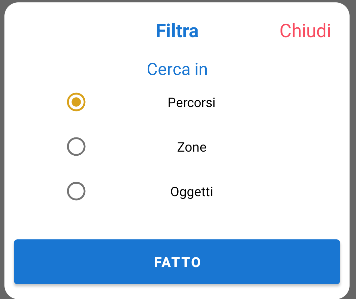 Filtra Chiudi
Cerca in
Percorsi
Zone
Oggetti
FATTO